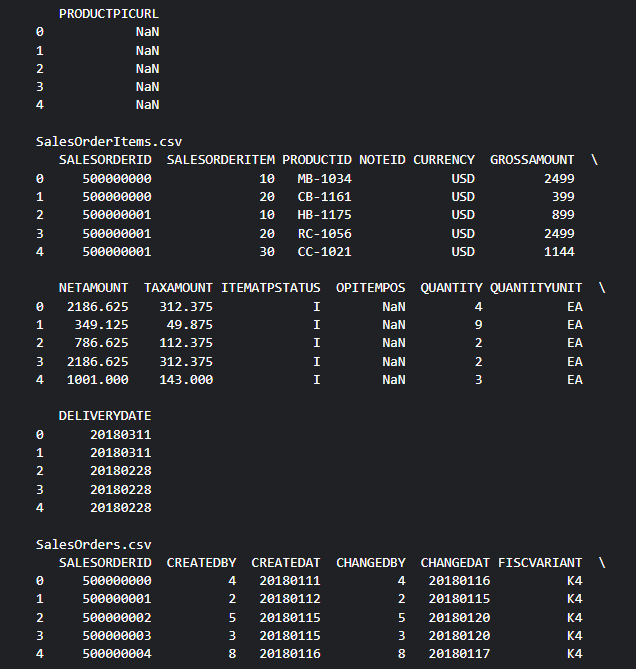 PRODUCTPICURL
0 NaN
1 NaN
2 NaN
3 NaN
4 NaN
SalesOrderItems.csv
SALESORDERID SALESORDERITEM PRODUCTID NOTEID CURRENCY GROSSAMOUNT \
0 500000000 10 MB-1034 USD 2499
1 500000000 20 CB-1161 USD 399
2 500000001 10 HB-1175 USD 899
3 500000001 20 RC-1056 USD 2499
4 500000001 30 CC-1021 USD 1144
NETAMOUNT TAXAMOUNT ITEMATPSTATUS OPITEMPOS QUANTITY QUANTITYUNIT \
0 2186.625 312.375 I NaN 4 EA
1 349.125 49.875 I NaN 9 EA
2 786.625 112.375 I NaN 2 EA
3 2186.625 312.375 I NaN 2 EA
4 1001.000 143.000 I NaN 3 EA
DELIVERYDATE
0 20180311
1 20180311
2 20180228
3 20180228
4 20180228
SalesOrders.csv
SALESORDERID CREATEDBY CREATEDAT CHANGEDBY CHANGEDAT FISCVARIANT \
0 500000000 4 20180111 4 20180116 K4
1 500000001 2 20180112 2 20180115 K4
2 500000002 5 20180115 5 20180120 K4
3 500000003 3 20180115 3 20180120 K4
4 500000004 8 20180116 8 20180117 K4